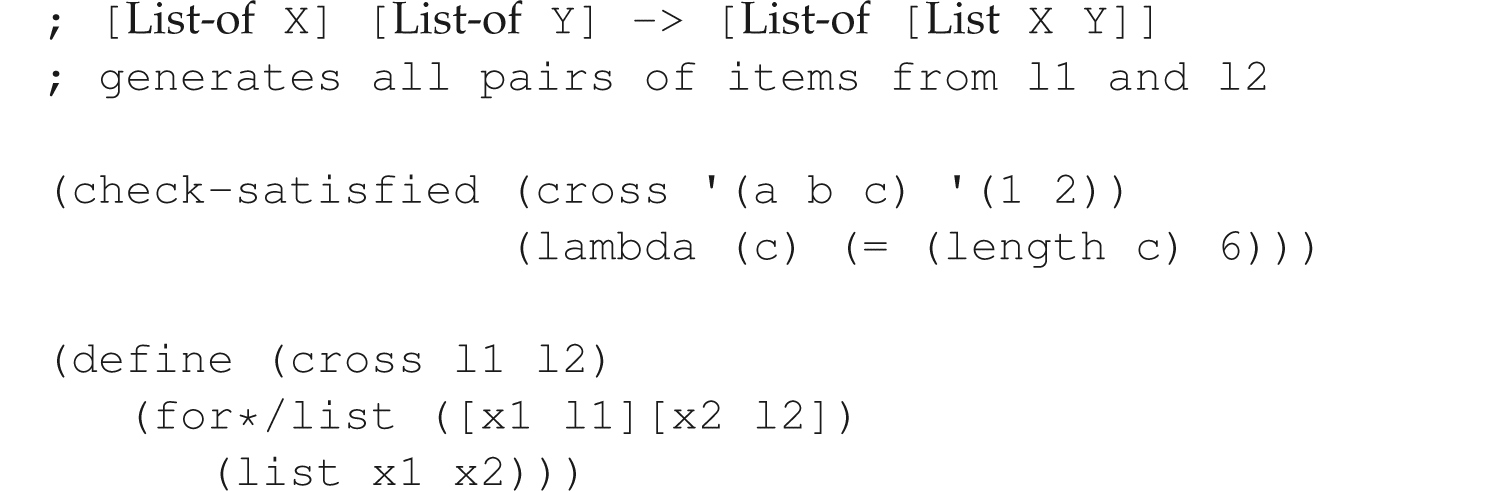 ; [List-of X] [List-of Y] -> [List-of [List X Y]]
; generates all pairs of items from l1 and l2
(check-satisfied (cross '(a b c) '(1 2))
(lambda (c) (= (length c) 6)))
(define (cross l1 l2)
(for*/list ([x1 l1][x2 l2])
(list x1 x2)))